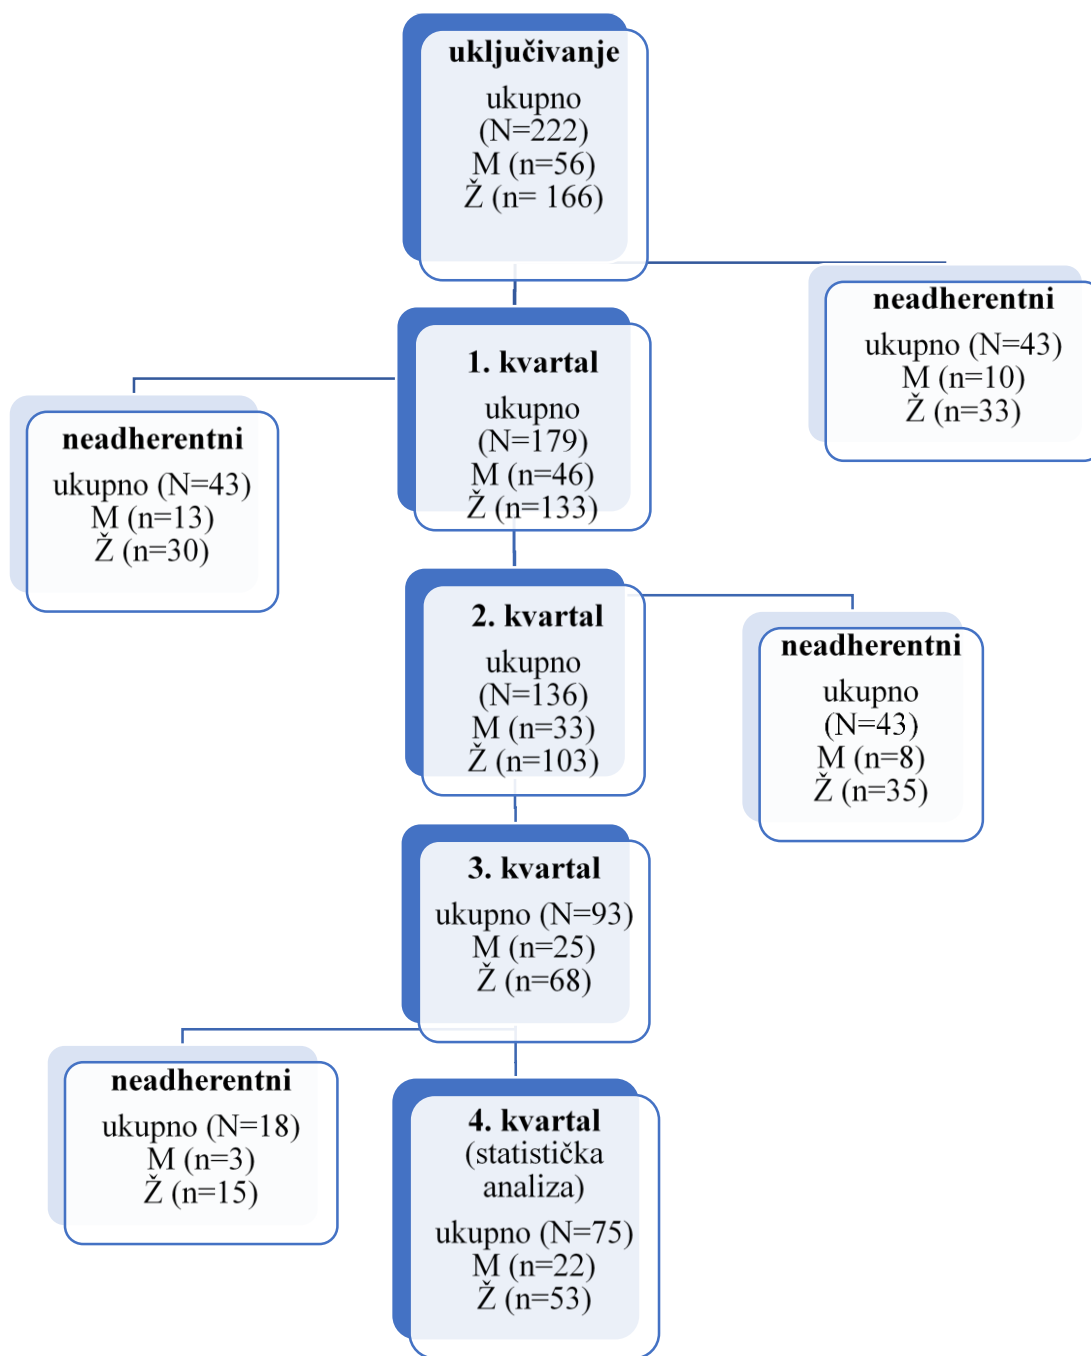 uključivanje
ukupno
(N=222)
M (n=56)
Ž (n= 166)
neadherentni
ukupno (N=43)
M (n=10)
Ž (n=33)
1. kvartal
ukupno
(N=179)
M (n=46)
Ž (n=133)
neadherentni
ukupno (N=43)
M (n=13)
Ž (n=30)
2. kvartal
ukupno
(N=136)
M (n=33)
Ž (n=103)
neadherentni
ukupno
(N=43)
M (n=8)
Ž (n=35)
3. kvartal
ukupno (N=93)
M (n=25)
Ž (n=68)
neadherentni
ukupno (N=18)
M (n=3)
Ž (n=15)
4. kvartal
(statistička
analiza)
ukupno (N=75)
M (n=22)
Ž (n=53)